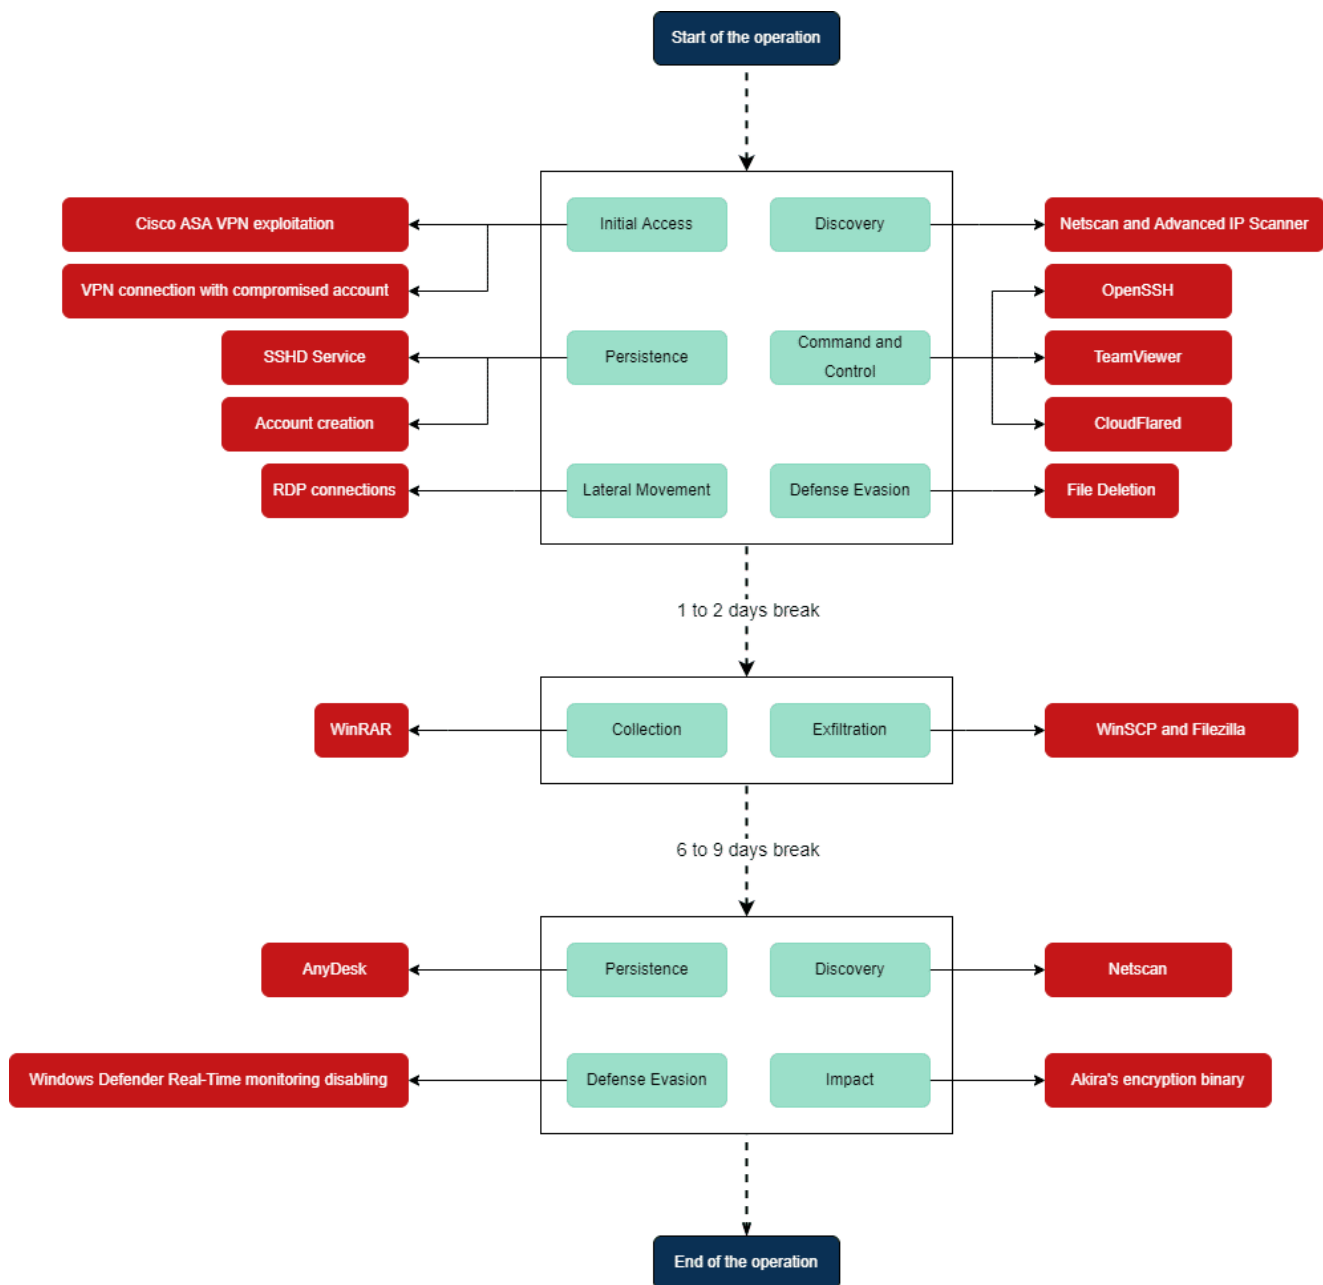 Start of the operation
Cisco ASA VPN exploitation
Initial Access
Discovery
Netscan and Advanced IP Scanner
VPN connection with compromised account
OpenSSH
SSHD Service
Persistence
Command and
Control
TeamViewer
Account creation
CloudFlared
RDP connections
Lateral Movement
Defense Evasion
File Deletion
1 to 2 days break
WinRAR
Collection
Exfiltration
WinSCP and Filezilla
6 to 9 days break
AnyDesk
Persistence
Discovery
Netscan
Windows Defender Real-Time monitoring disabling
Defense Evasion
Impact
Akira's encryption binary
End of the operation